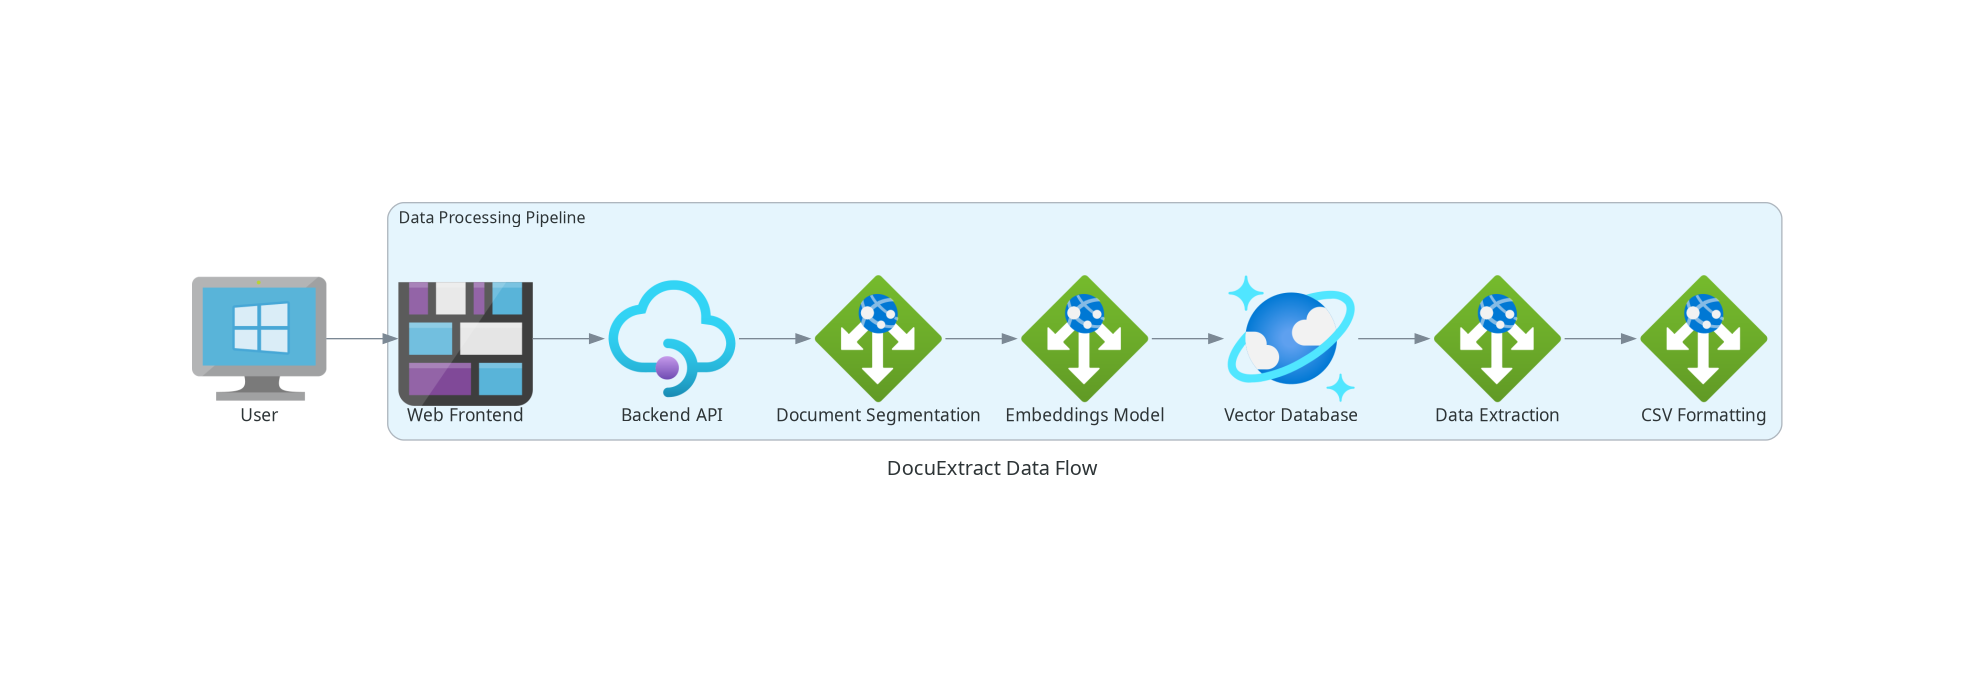 Data Processing Pipeline
User
Web Frontend
Backend API
Document Segmentation
Embeddings Model
Vector Database
Data Extraction
CSV Formatting
DocuExtract Data Flow